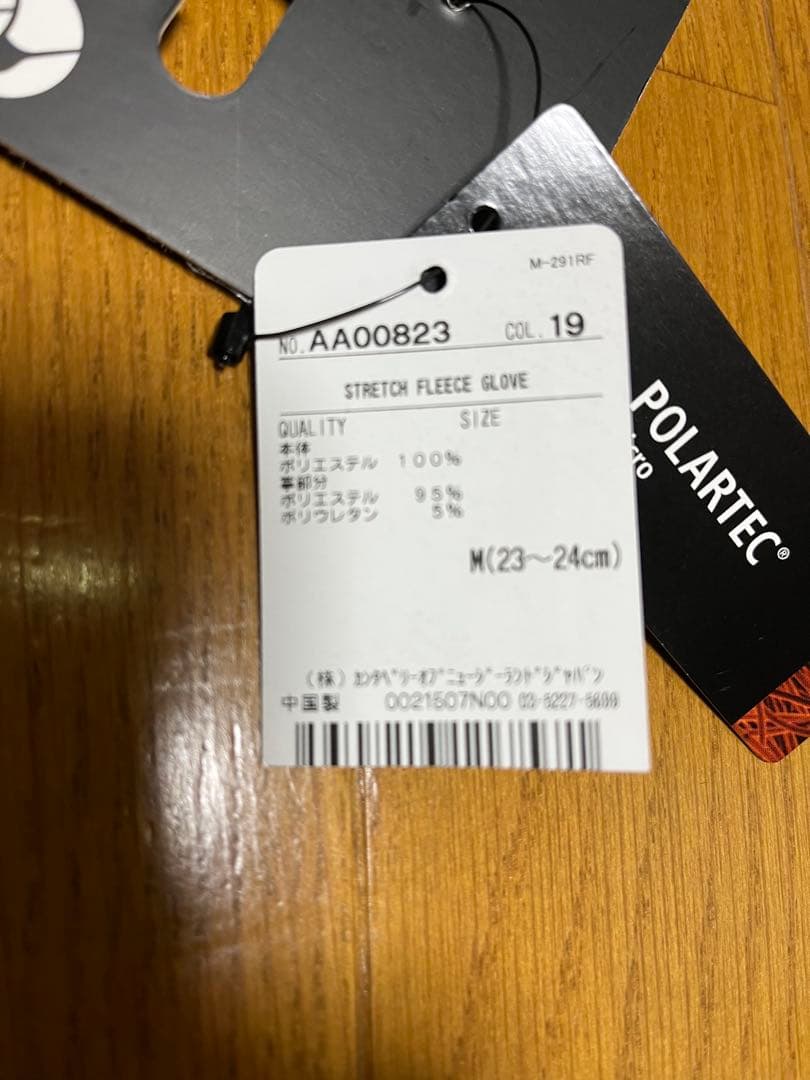 M-291RF
NO. AA00823 COL. 19
STRETCH FLEECE GLOVE
QUALITY SIZE
本体
ポリエステル 100%
革部分
ポリエステル 95%
ポリウレタン 5%
M(23〜24cm)
(株)カンタベリーオブニュージーランドジャパン
中国製 0021507N00 03-5227-5699
POLARTEC®